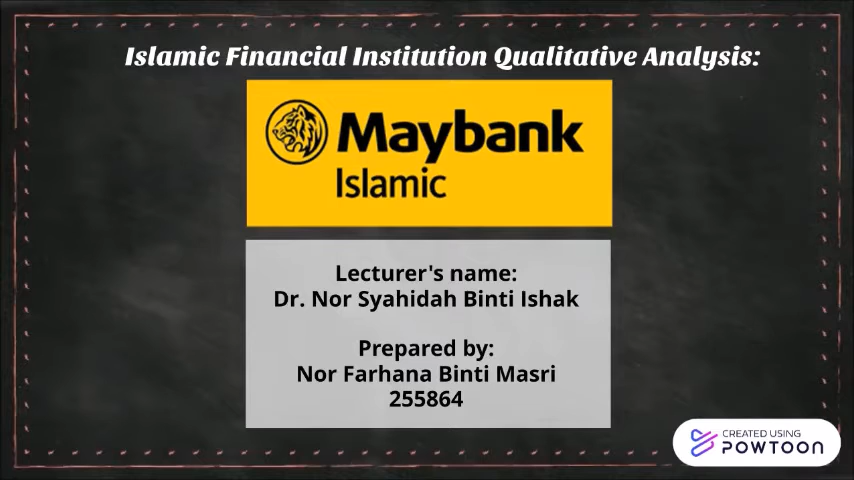 Islamic Financial Institution Qualitative Analysis:
Maybank
Islamic
Lecturer's name:
Dr. Nor Syahidah Binti Ishak
Prepared by:
Nor Farhana Binti Masri
255864
CREATED USING
POWTOON